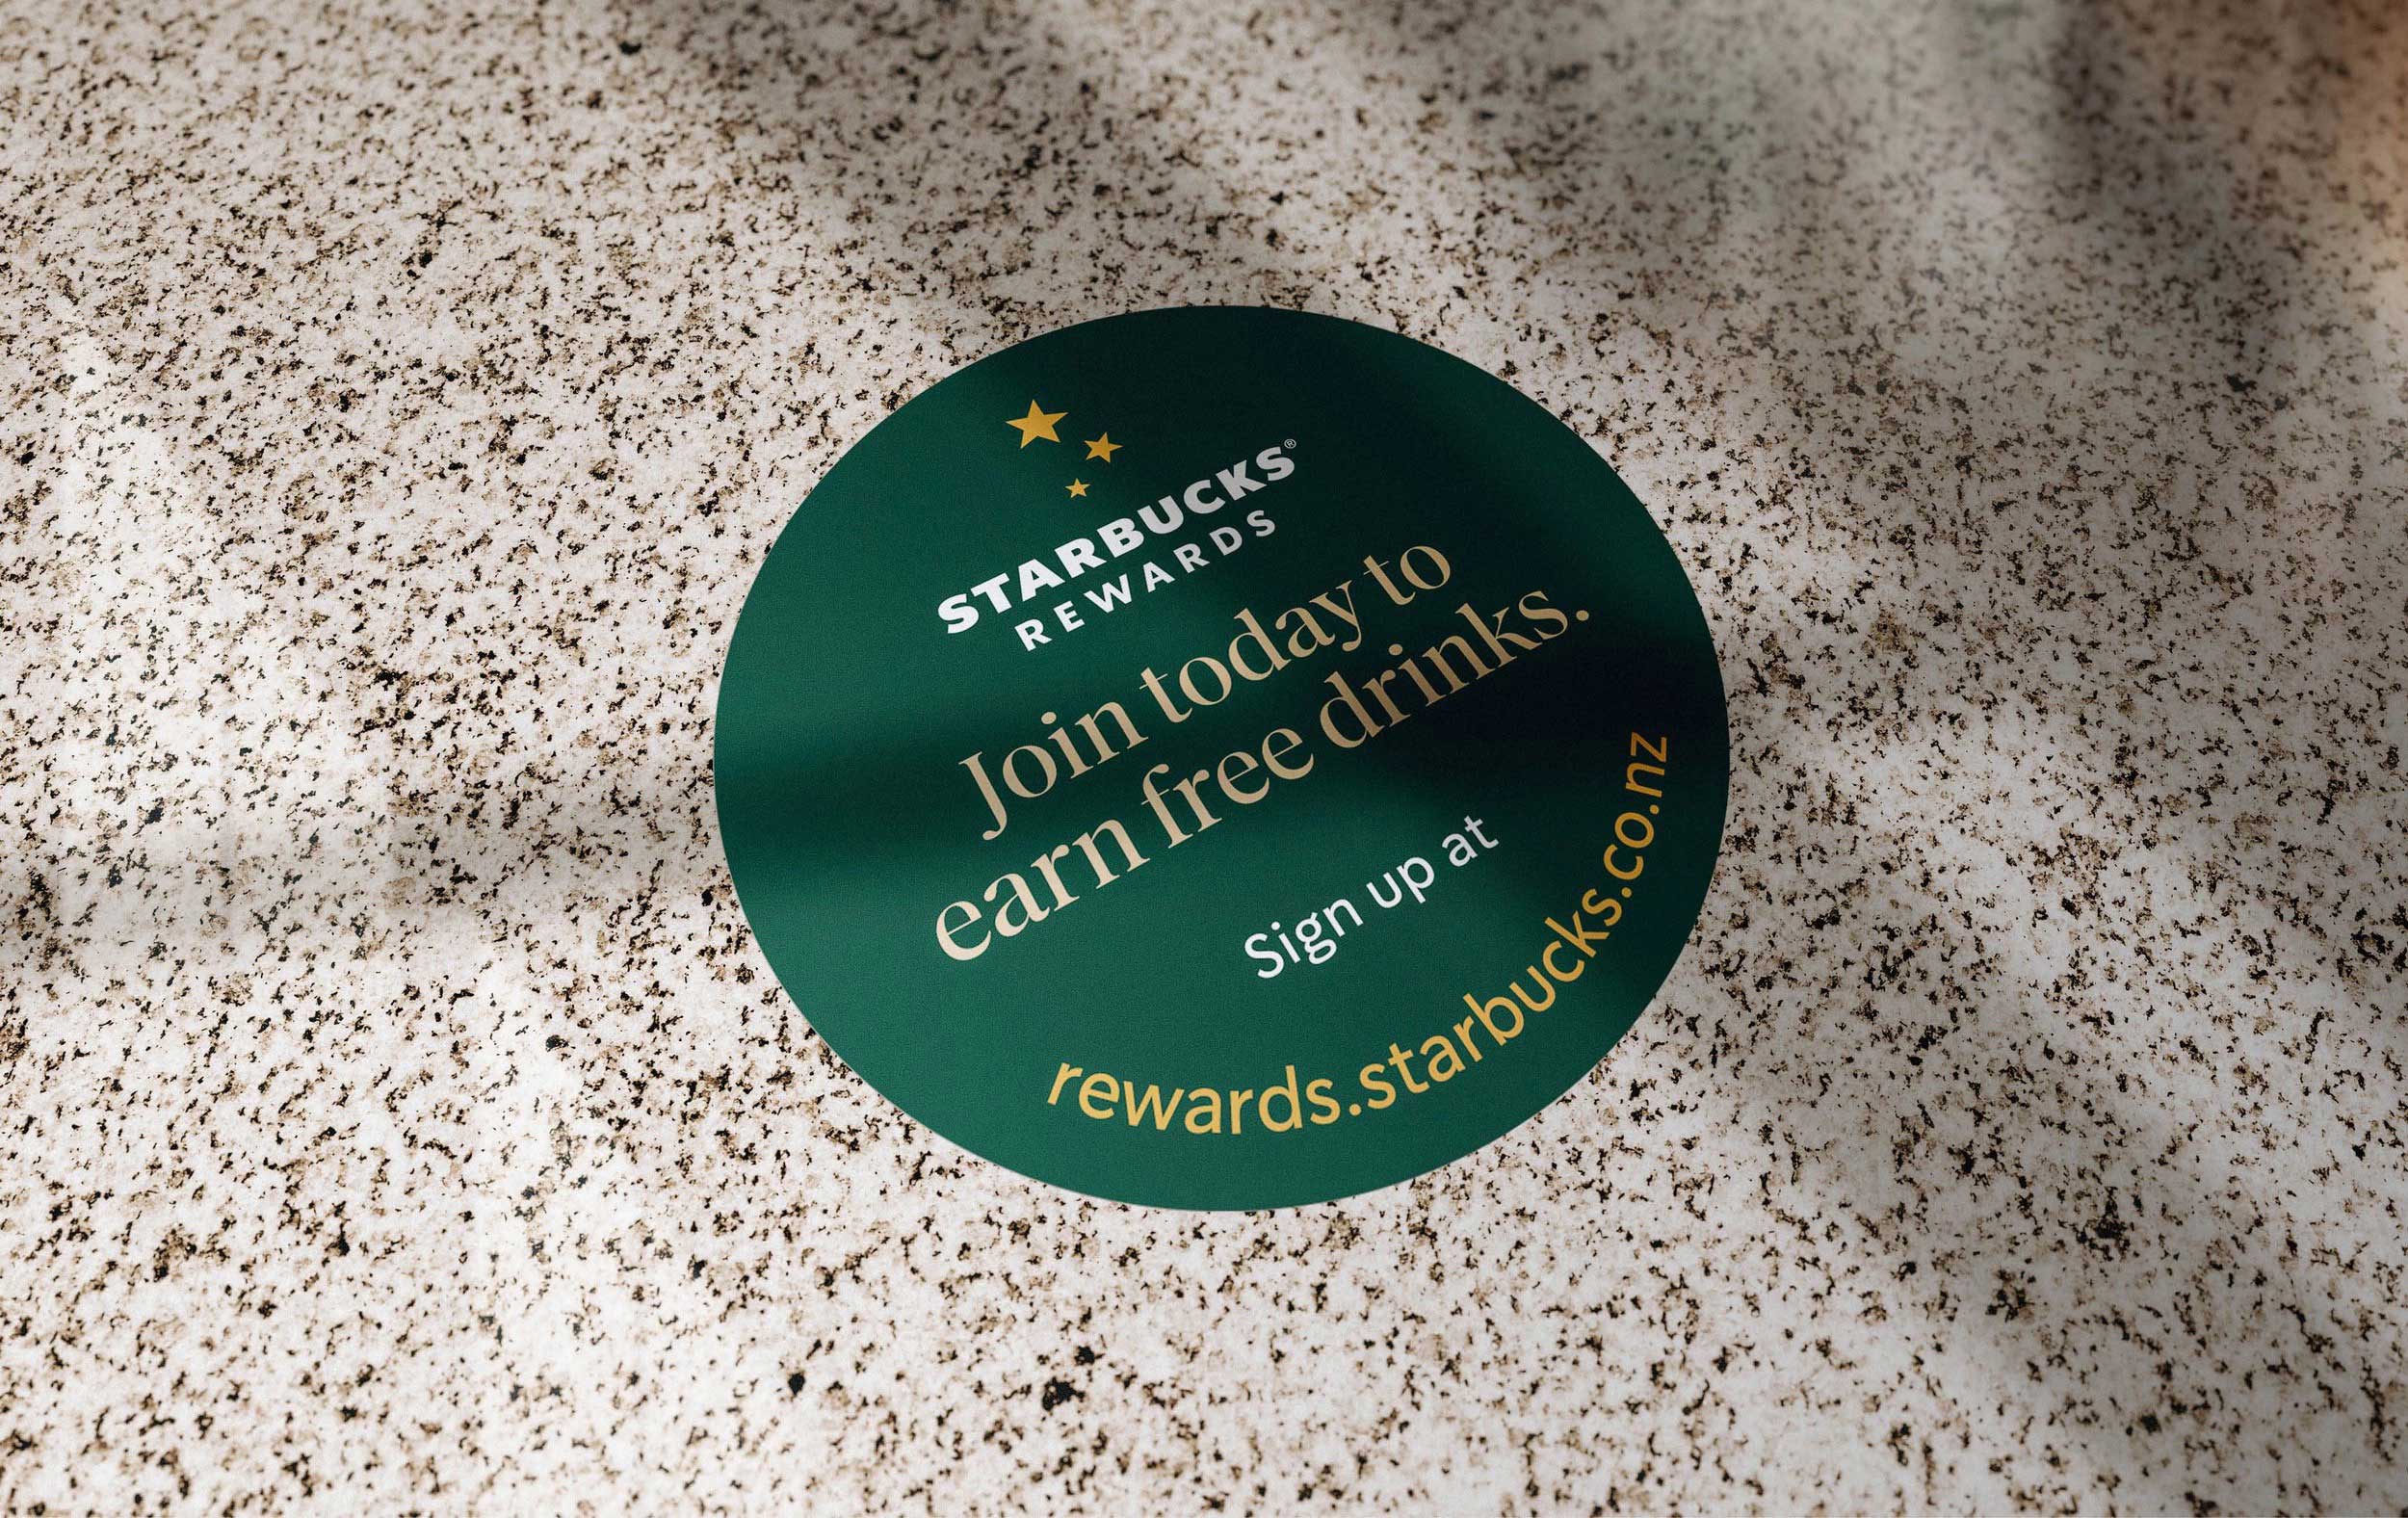 STARBUCKS®
REWARDS
Join today to
earn free drinks.
Sign up at
rewards.starbucks.co.nz